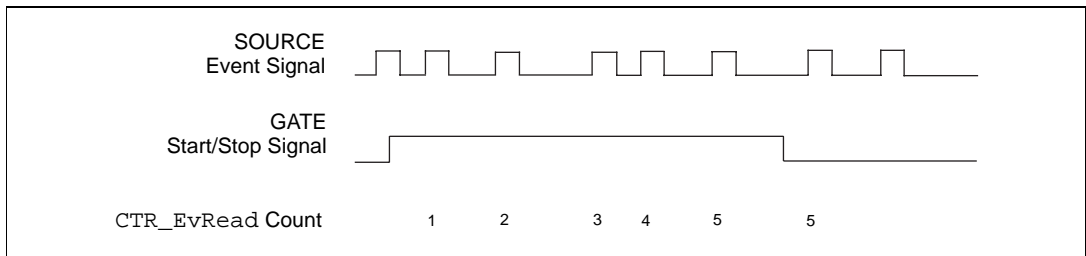 SOURCE
Event Signal
GATE
Start/Stop Signal
CTR_EvRead Count 1 2 3 4 5 5